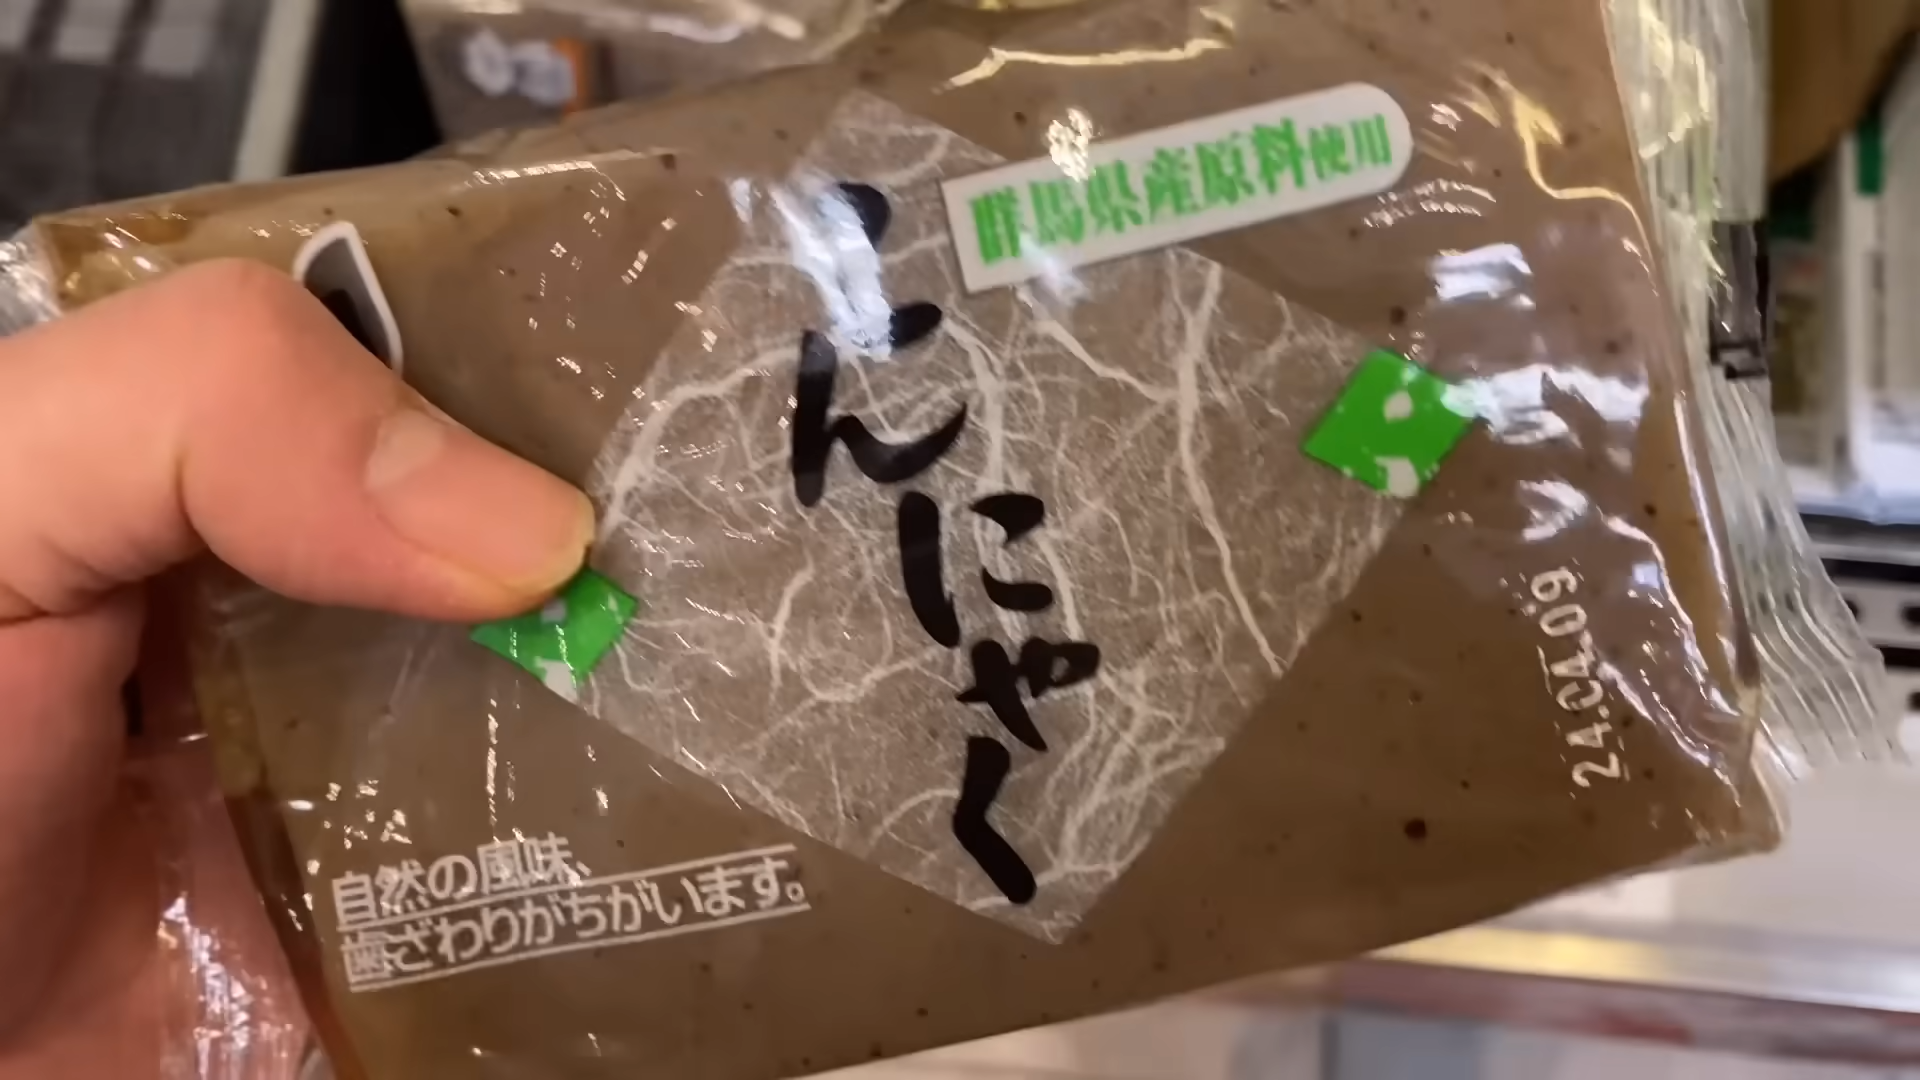 群馬県産原料使用
こんにゃく
24.04.09
自然の風味、
歯ざわりがちがいます。